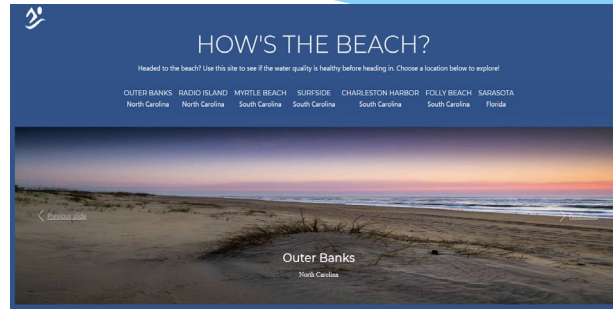 HOW'S THE BEACH?
Headed to the beach? Use this site to see if the water quality is healthy before heading in. Choose a location below to explore!
OUTER BANKS RADIO ISLAND MYRTLE BEACH SURFSIDE CHARLESTON HARBOR FOLLY BEACH SARASOTA
North Carolina North Carolina South Carolina South Carolina South Carolina South Carolina Florida
Previous slide
Outer Banks
North Carolina